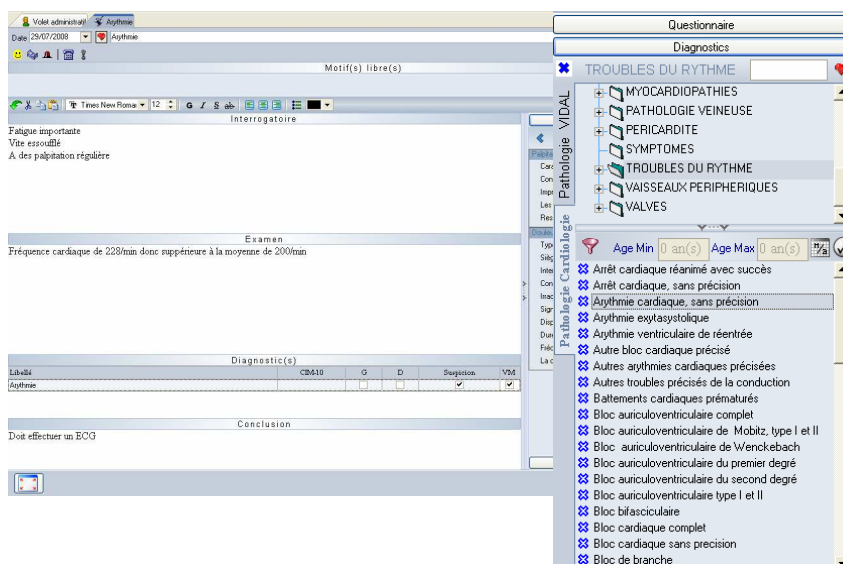 Volet administratif
Arythmie
Date 29/07/2008
Arythmie
Motif(s) libre(s)
Times New Roma 12 G I S ab
Interrogatoire
Fatigue importante
Vite essoufflé
A des palpitation régulière
Examen
Fréquence cardiaque de 228/min donc suppérieure à la moyenne de 200/min
Diagnostic(s)
Libellé CIM-10 G D Suspicion VM
Arythmie
Conclusion
Doit effectuer un ECG
Questionnaire
Diagnostics
TROUBLES DU RYTHME
Pathologie VIDAL
Pathologie Cardiologie
MYOCARDIOPATHIES
PATHOLOGIE VEINEUSE
PERICARDITE
SYMPTOMES
TROUBLES DU RYTHME
VAISSEAUX PERIPHERIQUES
VALVES
Age Min 0 an(s) Age Max 0 an(s)
Arrêt cardiaque réanimé avec succès
Arrêt cardiaque, sans précision
Arythmie cardiaque, sans précision
Arythmie exytasystolique
Arythmie ventriculaire de réentrée
Autre bloc cardiaque précisé
Autres arythmies cardiaques précisées
Autres troubles précisés de la conduction
Battements cardiaques prématurés
Bloc auriculoventriculaire complet
Bloc auriculoventriculaire de Mobitz, type I et II
Bloc auriculoventriculaire de Wenckebach
Bloc auriculoventriculaire du premier degré
Bloc auriculoventriculaire du second degré
Bloc auriculoventriculaire type I et II
Bloc bifasciculaire
Bloc cardiaque complet
Bloc cardiaque sans precision
Bloc de branche